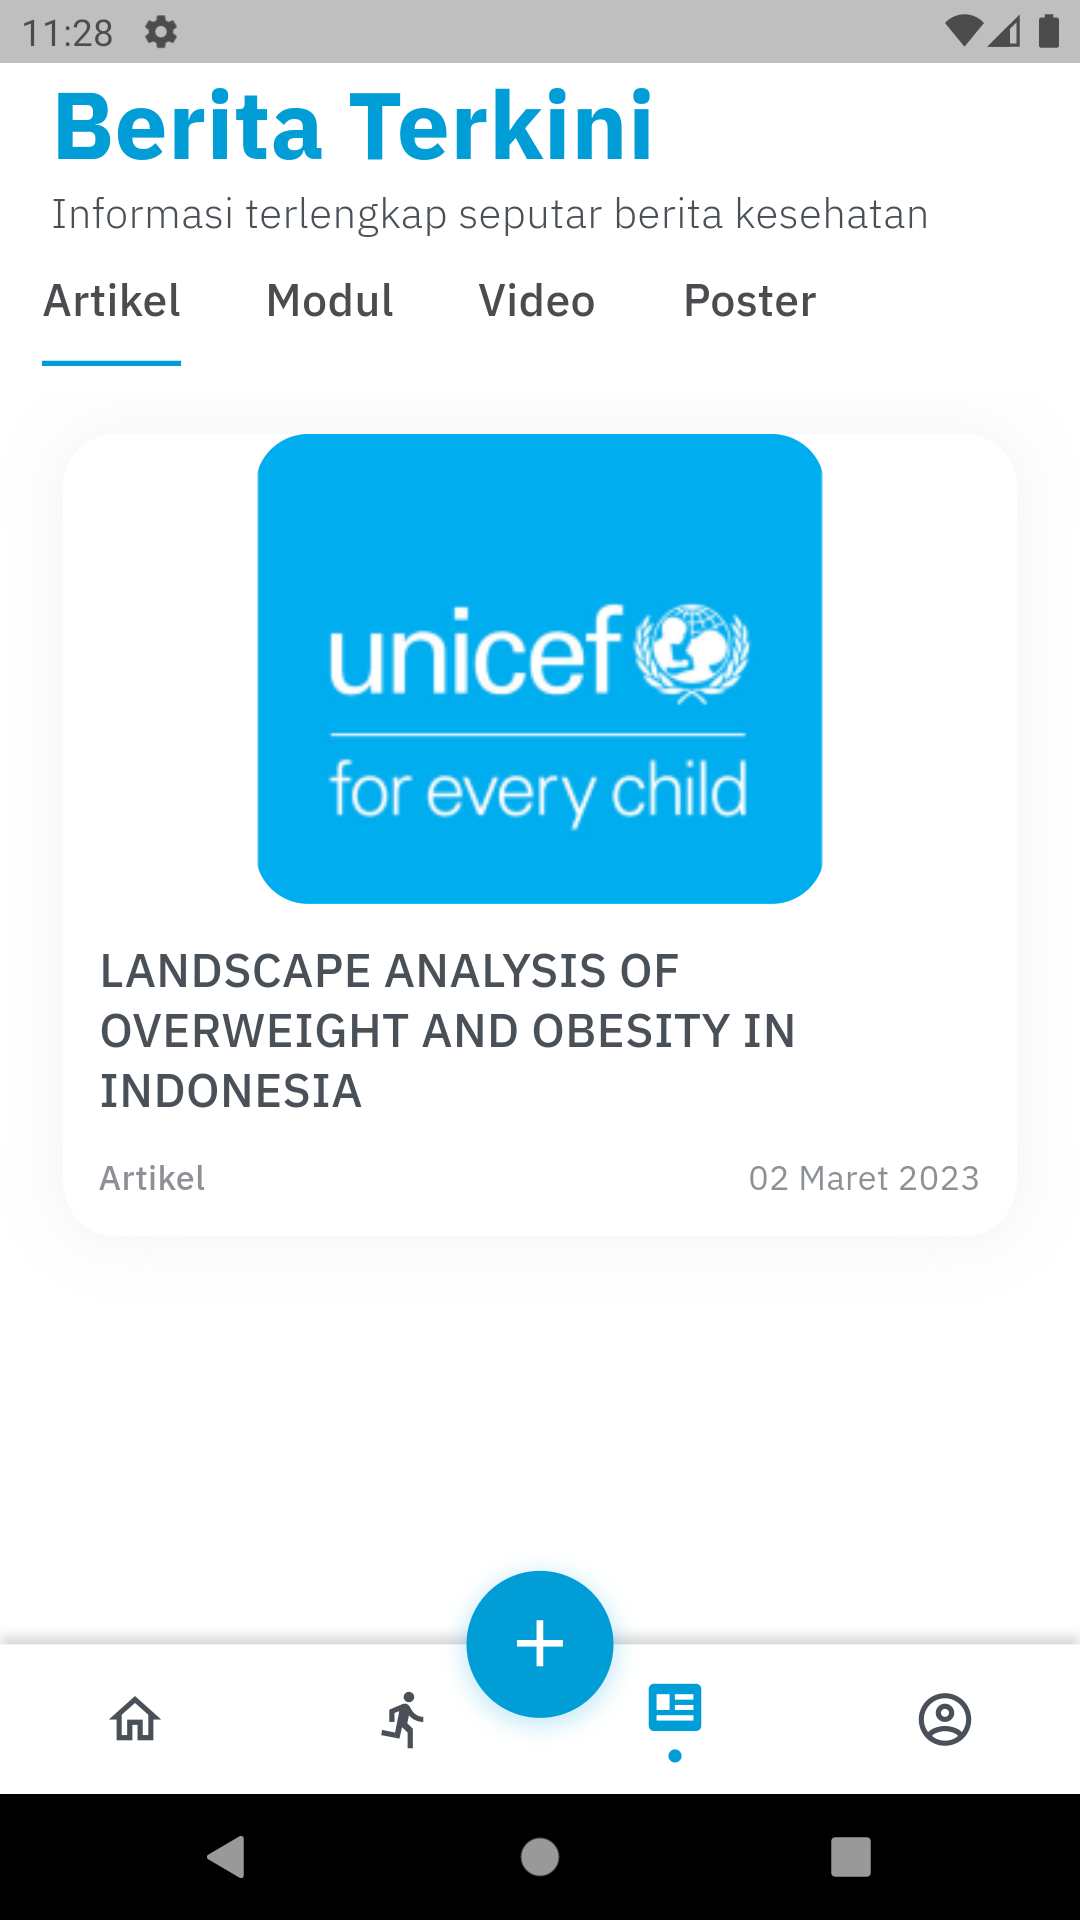 11:28
Berita Terkini
Informasi terlengkap seputar berita kesehatan
Artikel Modul Video Poster
unicef
for every child
LANDSCAPE ANALYSIS OF
OVERWEIGHT AND OBESITY IN
INDONESIA
Artikel 02 Maret 2023